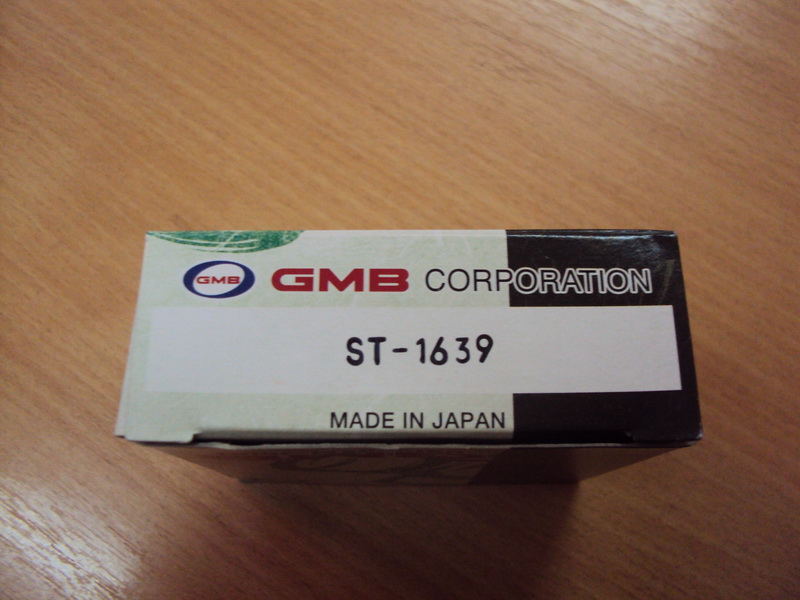 GMB GMB CORPORATION
ST-1639
MADE IN JAPAN